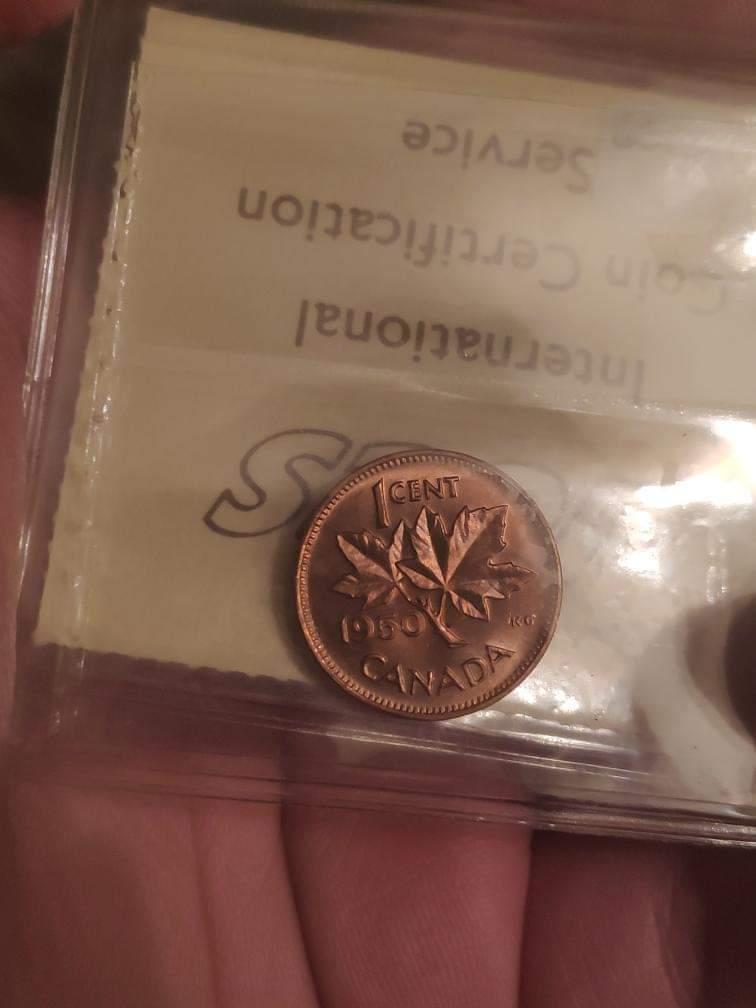 International
Coin Certification
Service
1 CENT
1950 KG
CANADA